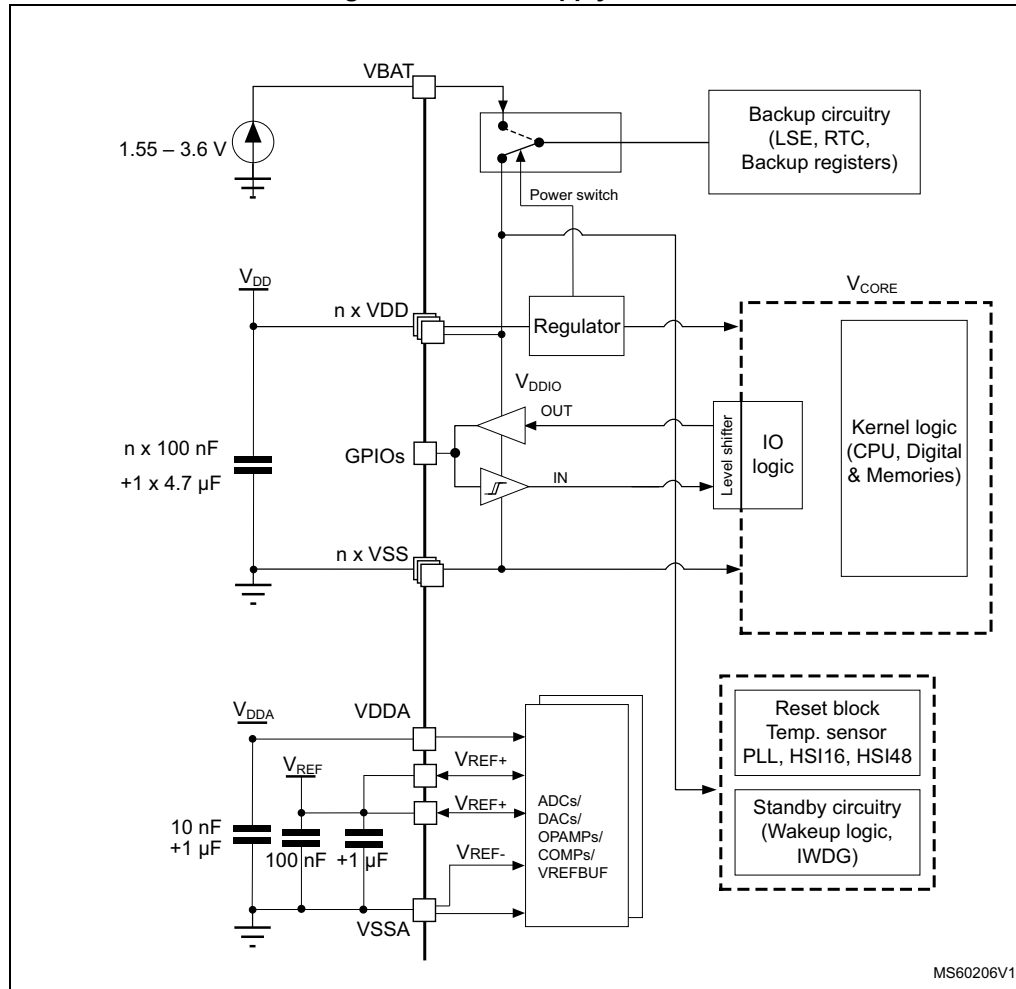 VBAT
1.55 – 3.6 V
Backup circuitry
(LSE, RTC,
Backup registers)
Power switch
VDD
n x VDD
Regulator
VCORE
VDDIO
OUT
n x 100 nF
+1 x 4.7 µF
GPIOs
IN
Level shifter
IO
logic
Kernel logic
(CPU, Digital
& Memories)
n x VSS
VDDA
VDDA
VREF
VREF+
VREF+
10 nF
+1 µF
100 nF
+1 µF
VREF-
VSSA
ADCs/
DACs/
OPAMPs/
COMPs/
VREFBUF
Reset block
Temp. sensor
PLL, HSI16, HSI48
Standby circuitry
(Wakeup logic,
IWDG)
MS60206V1